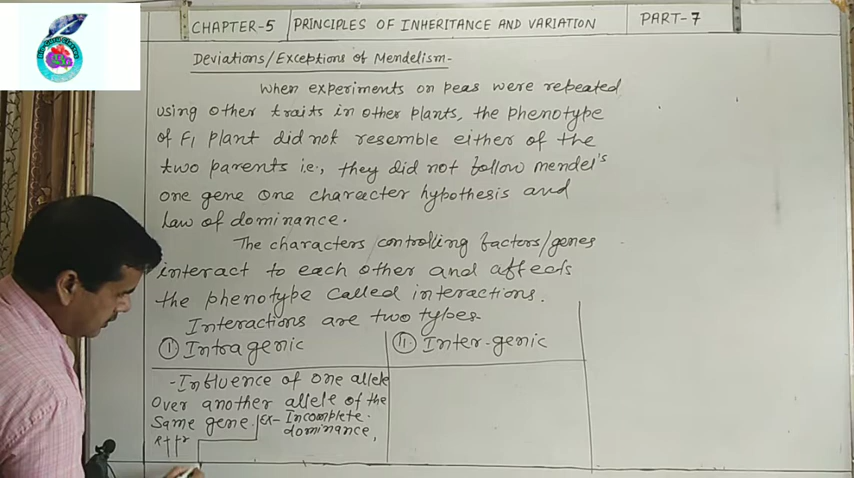 CHAPTER-5 PRINCIPLES OF INHERITANCE AND VARIATION PART-7
Deviations/Exceptions of Mendelism-
When experiments on peas were repeated
using other traits in other plants, the phenotype
of F1 plant did not resemble either of the
two parents i.e., they did not follow mendel's
one gene one character hypothesis and
Law of dominance.
The characters controlling factors/genes
interact to each other and affects
the phenotype called interactions.
Interactions are two types-
I Intragenic
II. Inter-genic
-Influence of one allele
Over another allele of the
Same gene. Ex- Incomplete
dominance,